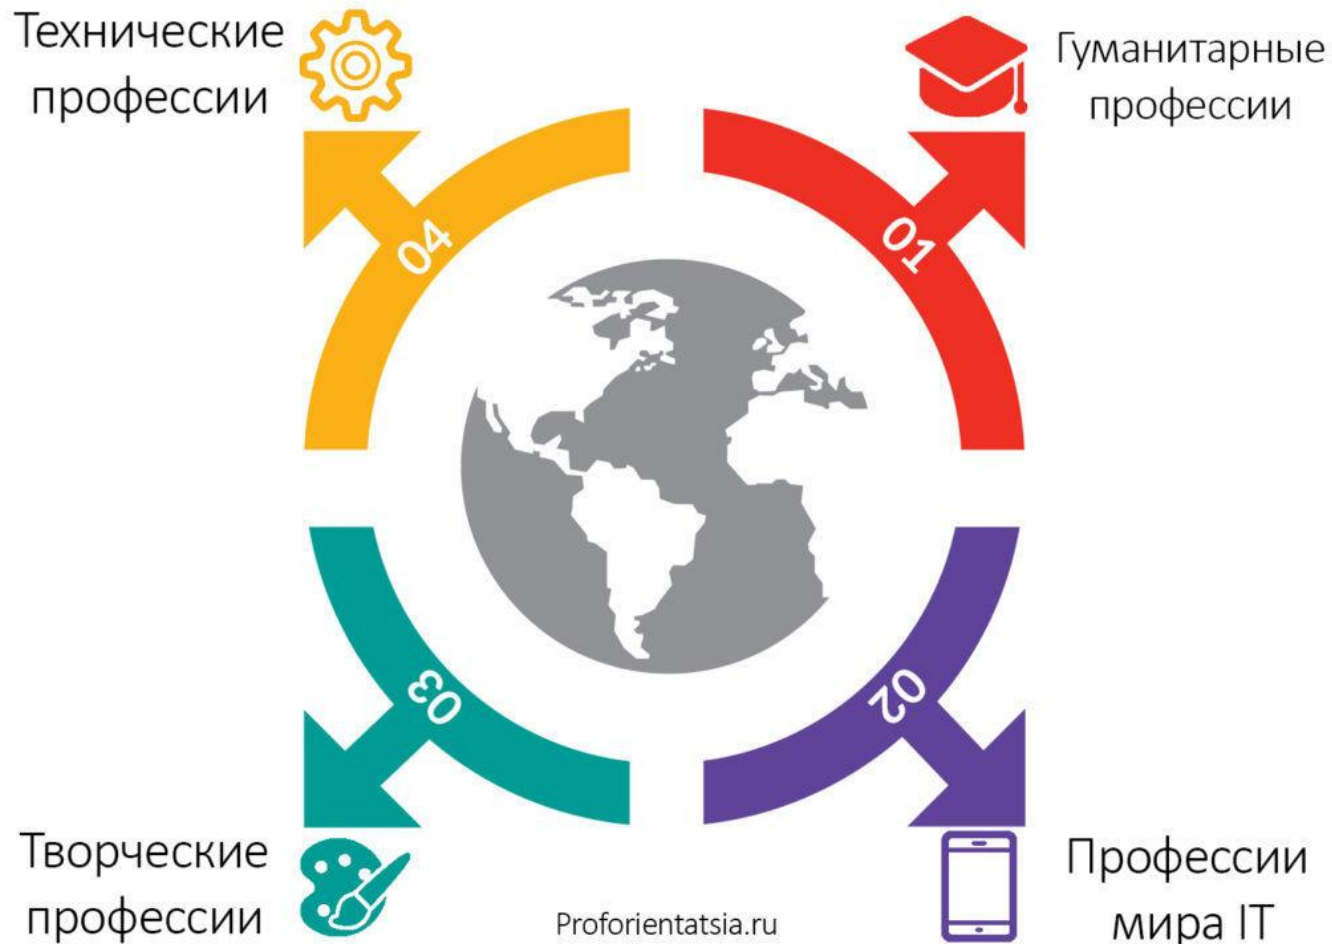 Технические
профессии
Гуманитарные
профессии
04
01
03
02
Творческие
профессии
Профессии
мира IT
Proforientatsia.ru